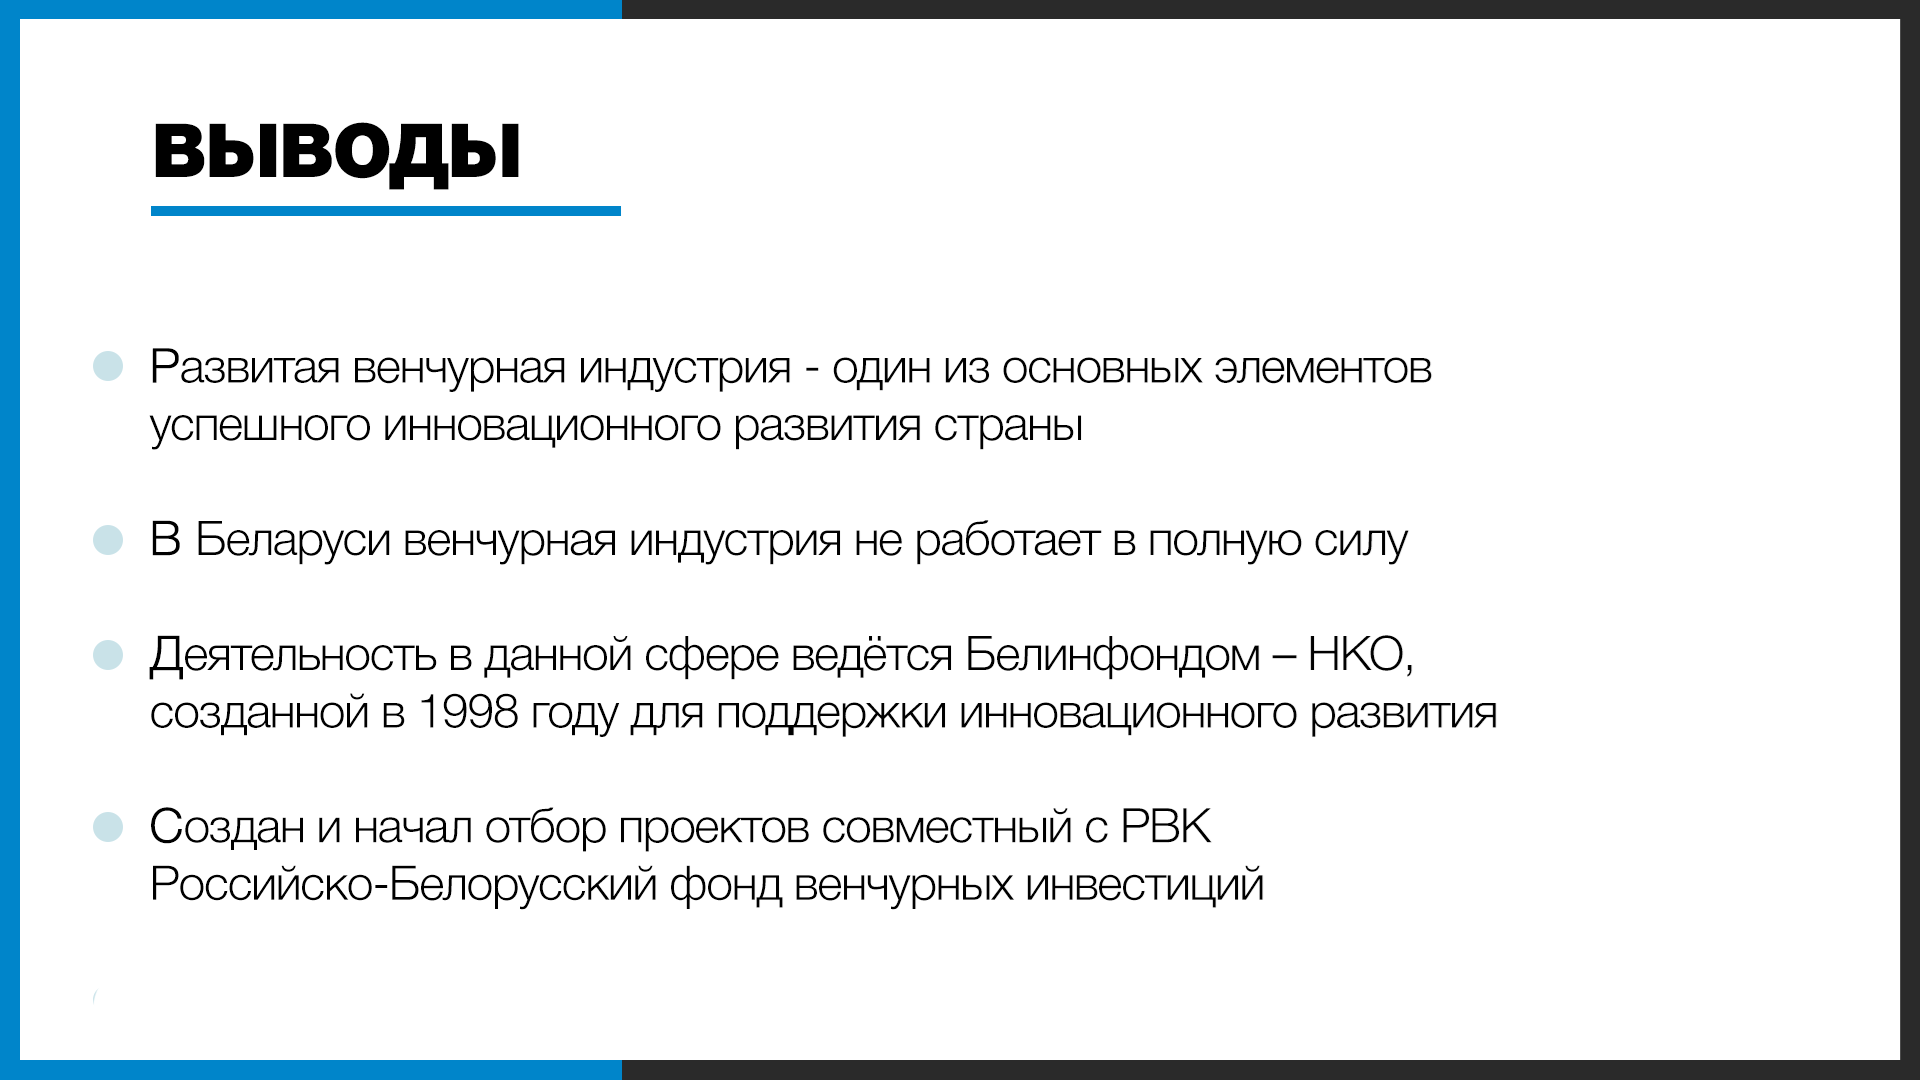 выводы
Развитая венчурная индустрия - один из основных элементов
успешного инновационного развития страны
В Беларуси венчурная индустрия не работает в полную силу
Деятельность в данной сфере ведётся Белинфондом – НКО,
созданной в 1998 году для поддержки инновационного развития
Создан и начал отбор проектов совместный с РВК
Российско-Белорусский фонд венчурных инвестиций